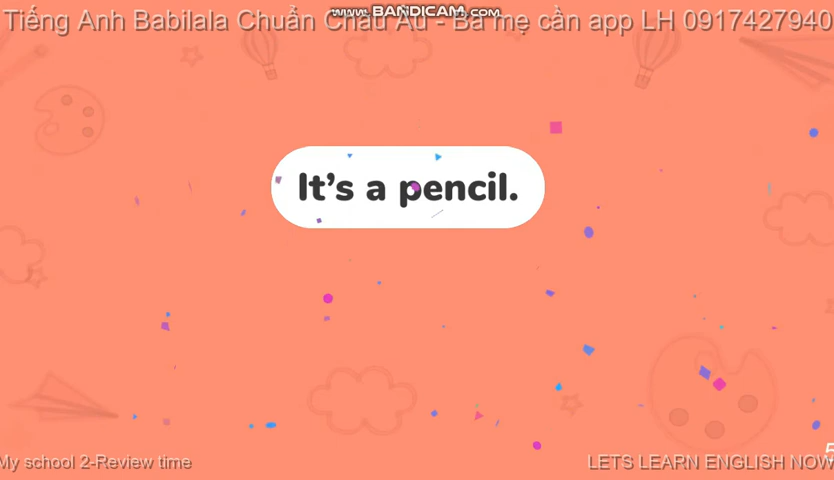 www.BANDICAM.com
Tiếng Anh Babilala Chuẩn Châu Âu - Ba mẹ cần app LH 0917427940
It's a pencil.
My school 2-Review time
LETS LEARN ENGLISH NOW